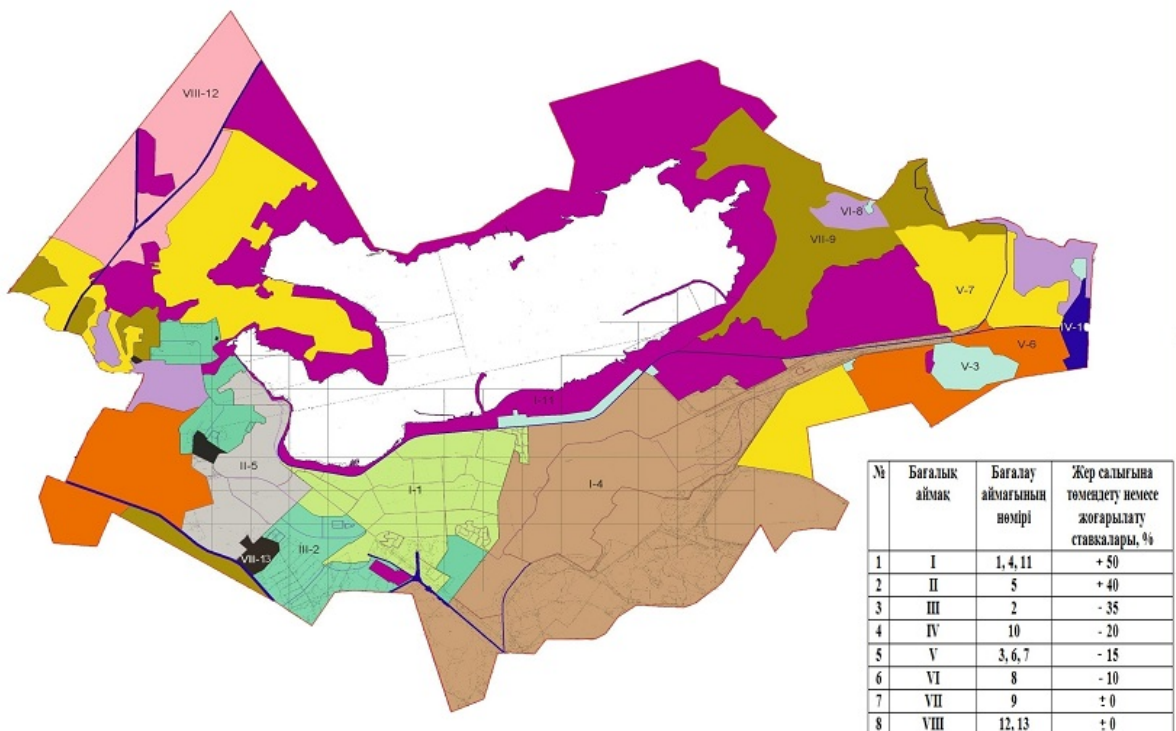 VIII-12
VI-8
VII-9
V-7
IV-1
V-6
V-3
I-11
II-5
I-1
I-4
VIII-13
III-2
№ Бағалық аймақ Бағалау аймағының нөмірі Жер салығына төмендету немесе жоғарылату ставкалары, %
1 I 1, 4, 11 + 50
2 II 5 + 40
3 III 2 - 35
4 IV 10 - 20
5 V 3, 6, 7 - 15
6 VI 8 - 10
7 VII 9 ± 0
8 VIII 12, 13 ± 0